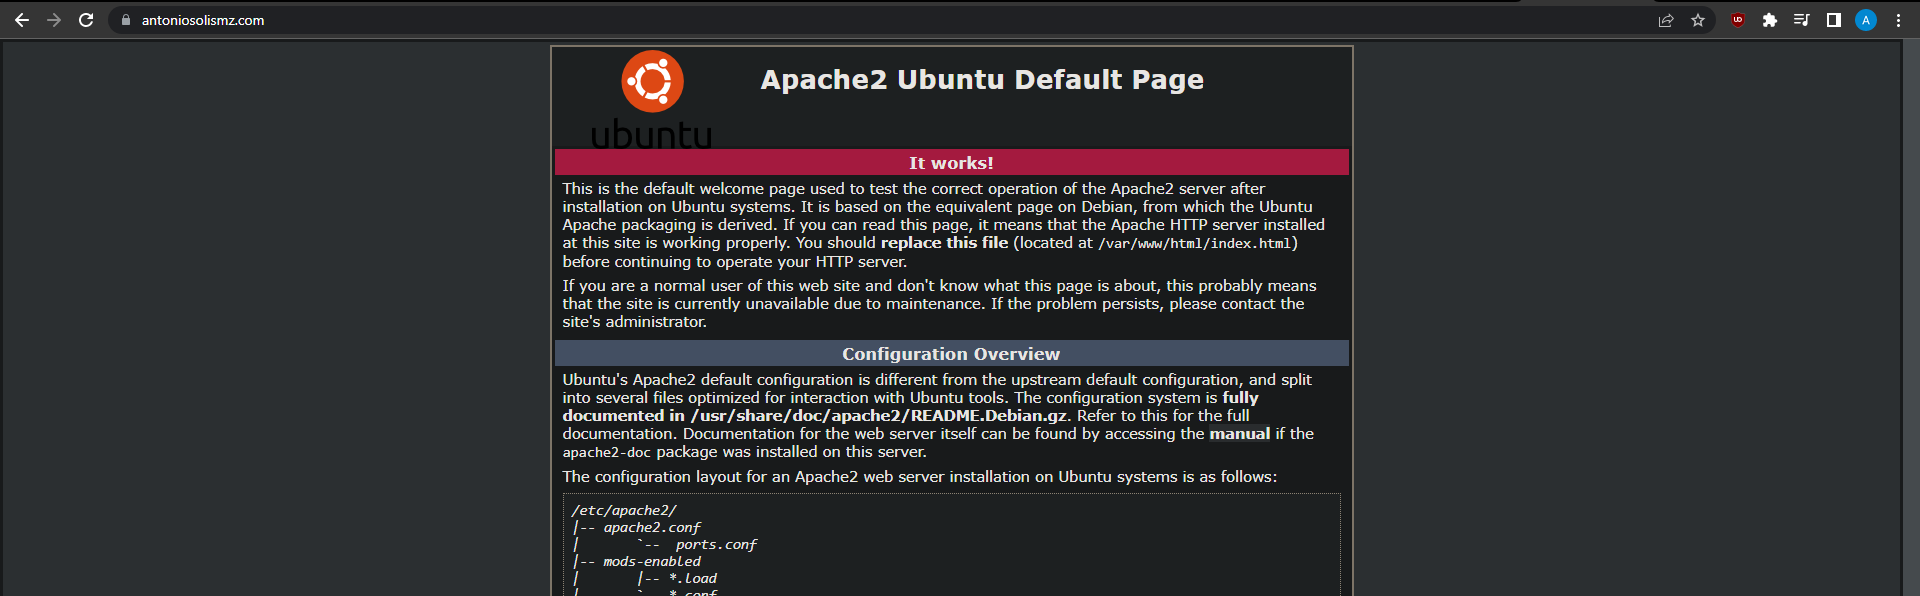 antoniosolismz.com
A
ubuntu
Apache2 Ubuntu Default Page
It works!
This is the default welcome page used to test the correct operation of the Apache2 server after
installation on Ubuntu systems. It is based on the equivalent page on Debian, from which the Ubuntu
Apache packaging is derived. If you can read this page, it means that the Apache HTTP server installed
at this site is working properly. You should replace this file (located at /var/www/html/index.html)
before continuing to operate your HTTP server.
If you are a normal user of this web site and don't know what this page is about, this probably means
that the site is currently unavailable due to maintenance. If the problem persists, please contact the
site's administrator.
Configuration Overview
Ubuntu's Apache2 default configuration is different from the upstream default configuration, and split
into several files optimized for interaction with Ubuntu tools. The configuration system is fully
documented in /usr/share/doc/apache2/README.Debian.gz. Refer to this for the full
documentation. Documentation for the web server itself can be found by accessing the manual if the
apache2-doc package was installed on this server.
The configuration layout for an Apache2 web server installation on Ubuntu systems is as follows:
/etc/apache2/
|-- apache2.conf
|       `--  ports.conf
|-- mods-enabled
|       |-- *.load
|       `-- *.conf